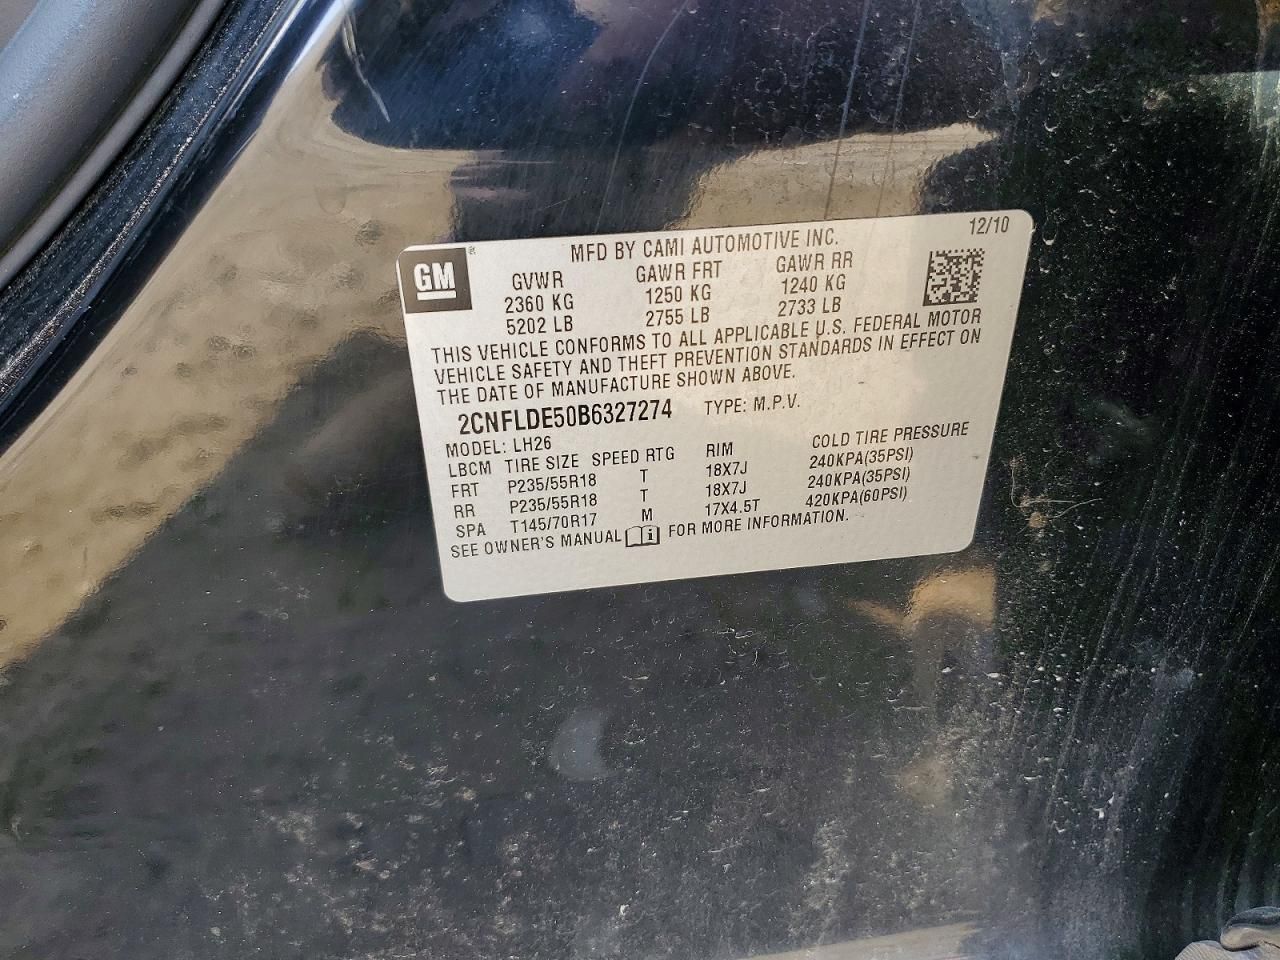 12/10
GM MFD BY CAMI AUTOMOTIVE INC.
GVWR GAWR FRT GAWR RR
2360 KG 1250 KG 1240 KG
5202 LB 2755 LB 2733 LB
THIS VEHICLE CONFORMS TO ALL APPLICABLE U.S. FEDERAL MOTOR
VEHICLE SAFETY AND THEFT PREVENTION STANDARDS IN EFFECT ON
THE DATE OF MANUFACTURE SHOWN ABOVE.
2CNFLDE50B6327274 TYPE: M.P.V.
MODEL: LH26
LBCM TIRE SIZE SPEED RTG RIM COLD TIRE PRESSURE
FRT P235/55R18 T 18X7J 240KPA(35PSI)
RR P235/55R18 T 18X7J 240KPA(35PSI)
SPA T145/70R17 M 17X4.5T 420KPA(60PSI)
SEE OWNER'S MANUAL i FOR MORE INFORMATION.